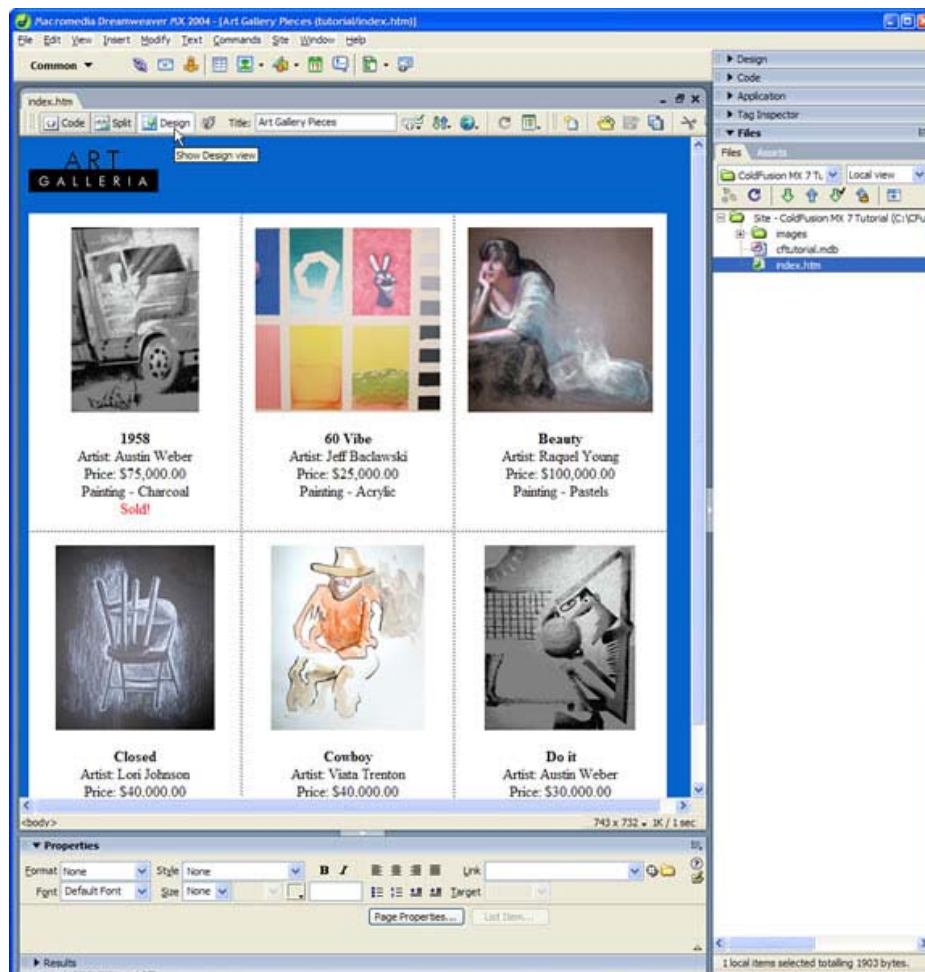 Macromedia Dreamweaver MX 2004 - [Art Gallery Pieces (tutorial/index.htm)]
File Edit View Insert Modify Text Commands Site Window Help
Common
index.htm
Code Split Design Title: Art Gallery Pieces
Show Design view
ART
GALLERIA
1958
Artist: Austin Weber
Price: $75,000.00
Painting - Charcoal
Sold!
60 Vibe
Artist: Jeff Baclawski
Price: $25,000.00
Painting - Acrylic
Beauty
Artist: Raquel Young
Price: $100,000.00
Painting - Pastels
Closed
Artist: Lori Johnson
Price: $40,000.00
Cowboy
Artist: Viata Trenton
Price: $40,000.00
Do it
Artist: Austin Weber
Price: $30,000.00
<body>
743 x 732 1K / 1 sec
Properties
Format None Style None B I Link
Font Default Font Size None Target
Page Properties... List Item...
Results
Design
Code
Application
Tag Inspector
Files
Files Assets
ColdFusion MX 7 Tu Local view
Site - ColdFusion MX 7 Tutorial (C:\CFu
images
cftutorial.mdb
index.htm
1 local items selected totalling 1903 bytes.